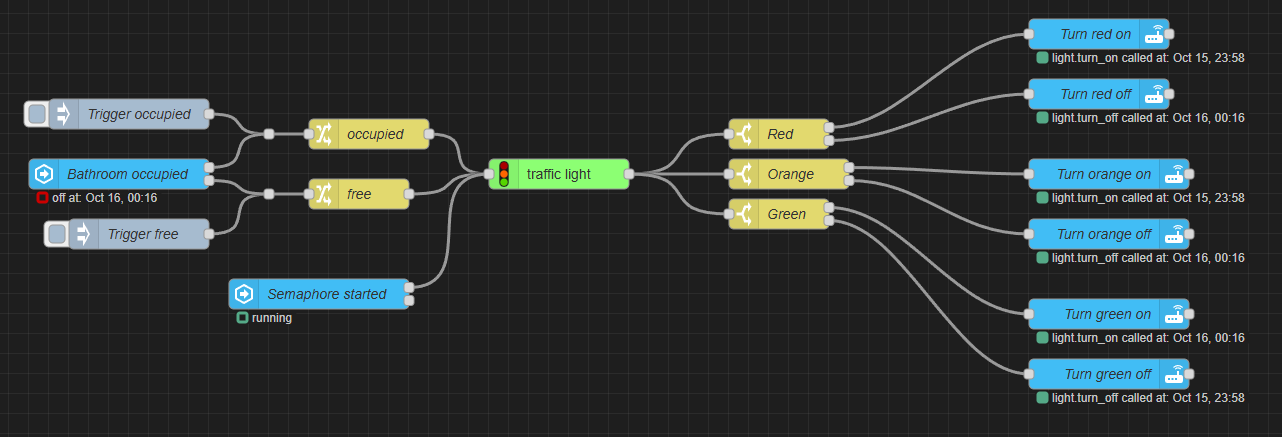 Trigger occupied
Bathroom occupied
off at: Oct 16, 00:16
Trigger free
occupied
free
Semaphore started
running
traffic light
Red
Orange
Green
Turn red on
light.turn_on called at: Oct 15, 23:58
Turn red off
light.turn_off called at: Oct 16, 00:16
Turn orange on
light.turn_on called at: Oct 15, 23:58
Turn orange off
light.turn_off called at: Oct 16, 00:16
Turn green on
light.turn_on called at: Oct 16, 00:16
Turn green off
light.turn_off called at: Oct 15, 23:58